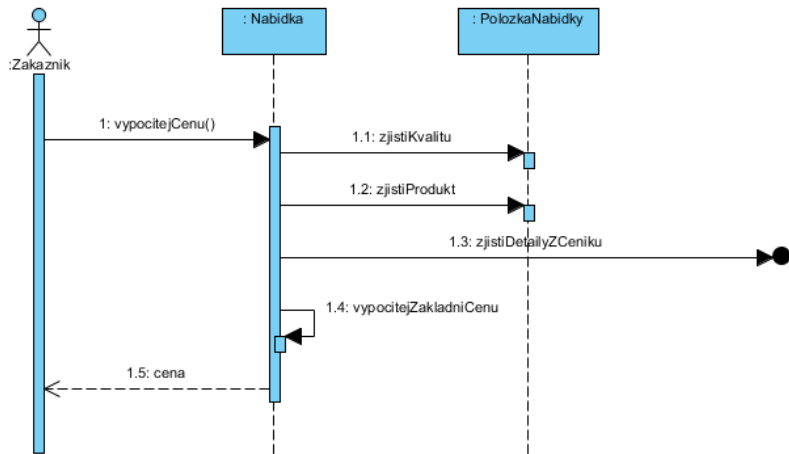 : Nabidka
: PolozkaNabidky
:Zakaznik
1: vypocitejCenu()
1.1: zjistiKvalitu
1.2: zjistiProdukt
1.3: zjistiDetailyZCeniku
1.4: vypocitejZakladniCenu
1.5: cena